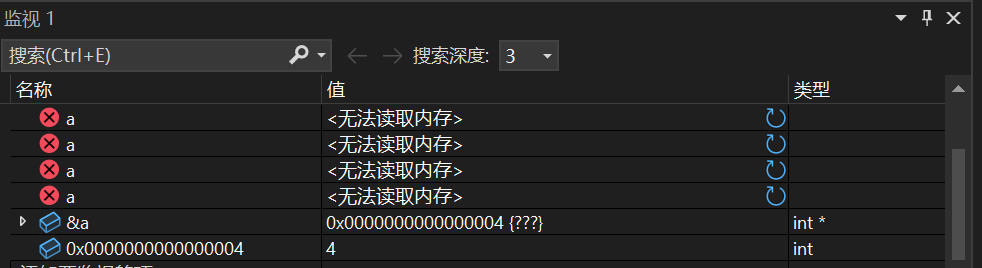 监视 1
搜索(Ctrl+E) 搜索深度: 3
名称 值 类型
a <无法读取内存>
a <无法读取内存>
a <无法读取内存>
a <无法读取内存>
&a 0x0000000000000004 {???} int *
0x0000000000000004 4 int